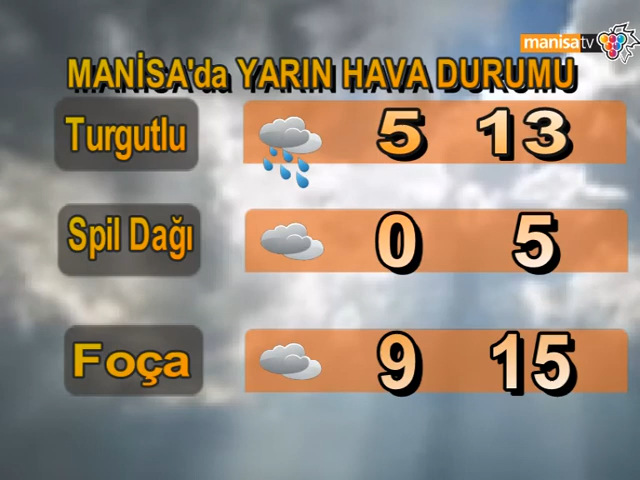 manisatv
MANİSA'da YARIN HAVA DURUMU
Turgutlu 5 13
Spil Dağı 0 5
Foça 9 15